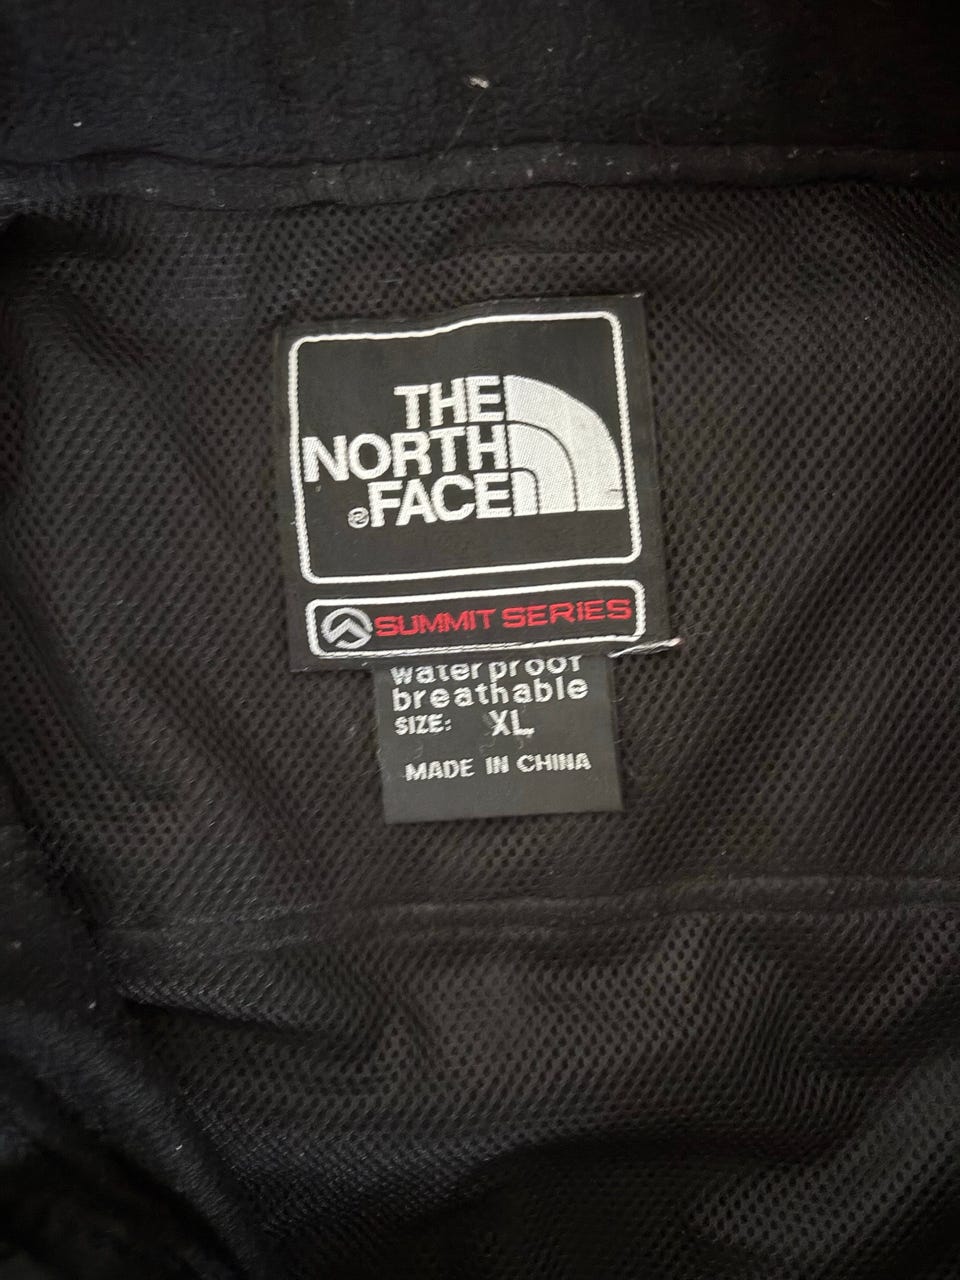 THE
NORTH
®FACE
SUMMIT SERIES
waterproof
breathable
SIZE: XL
MADE IN CHINA